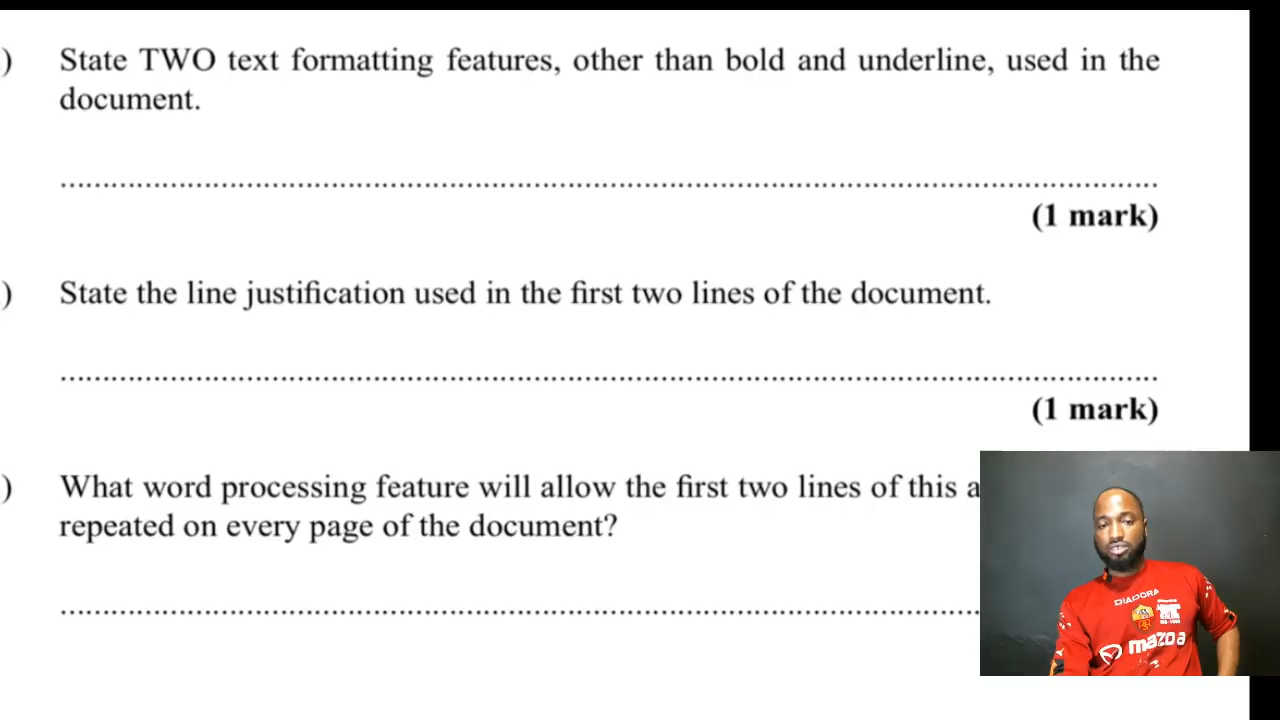 ) State TWO text formatting features, other than bold and underline, used in the
document.
(1 mark)
) State the line justification used in the first two lines of the document.
(1 mark)
) What word processing feature will allow the first two lines of this a
repeated on every page of the document?
DIADORA
mazda